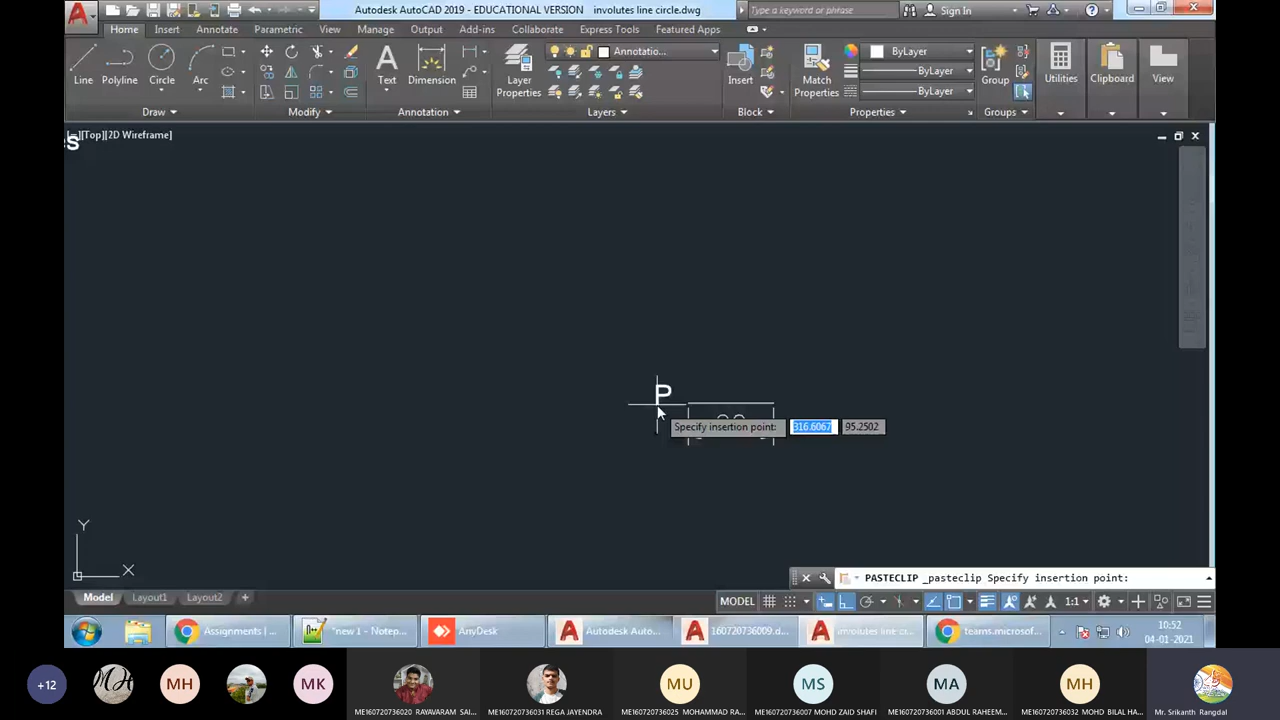 Autodesk AutoCAD 2019 - EDUCATIONAL VERSION involutes line circle.dwg
Type a keyword or phrase
Sign In
Home Insert Annotate Parametric View Manage Output Add-ins Collaborate Express Tools Featured Apps
Annotatio...
ByLayer
ByLayer
ByLayer
Line Polyline Circle Arc Text Dimension Layer Properties Insert Match Properties Group Utilities Clipboard View
Draw Modify Annotation Layers Block Properties Groups
[−][Top][2D Wireframe]
P
Specify insertion point: 316.6067 95.2502
Y
X
PASTECLIP _pasteclip Specify insertion point:
Model Layout1 Layout2 +
MODEL 1:1
Assignments | ... *new 1 - Notep... AnyDesk Autodesk Auto... 160720736009.d... involutes line cir... teams.microsof...
10:52
04-01-2021
+12 MH MH MK MU MS MA MH
ME160720736020 RAYAVARAM SAI... ME160720736031 REGA JAYENDRA ME160720736025 MOHAMMAD RA... ME160720736007 MOHD ZAID SHAFI ME160720736001 ABDUL RAHEEM... ME160720736032 MOHD BILAL HA... Mr. Srikanth Rangdal